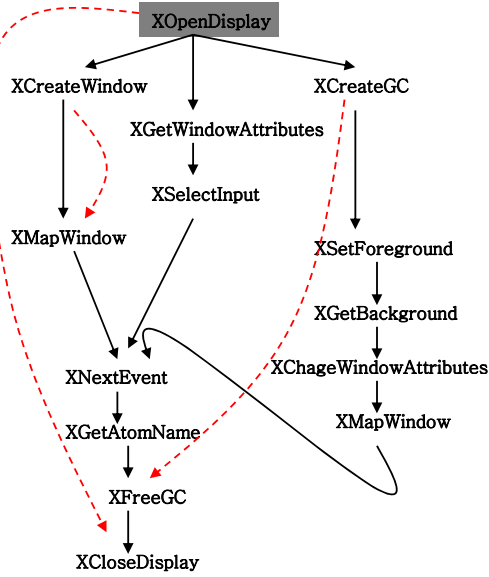 XOpenDisplay
XCreateWindow
XCreateGC
XGetWindowAttributes
XSelectInput
XMapWindow
XSetForeground
XGetBackground
XChageWindowAttributes
XNextEvent
XMapWindow
XGetAtomName
XFreeGC
XCloseDisplay